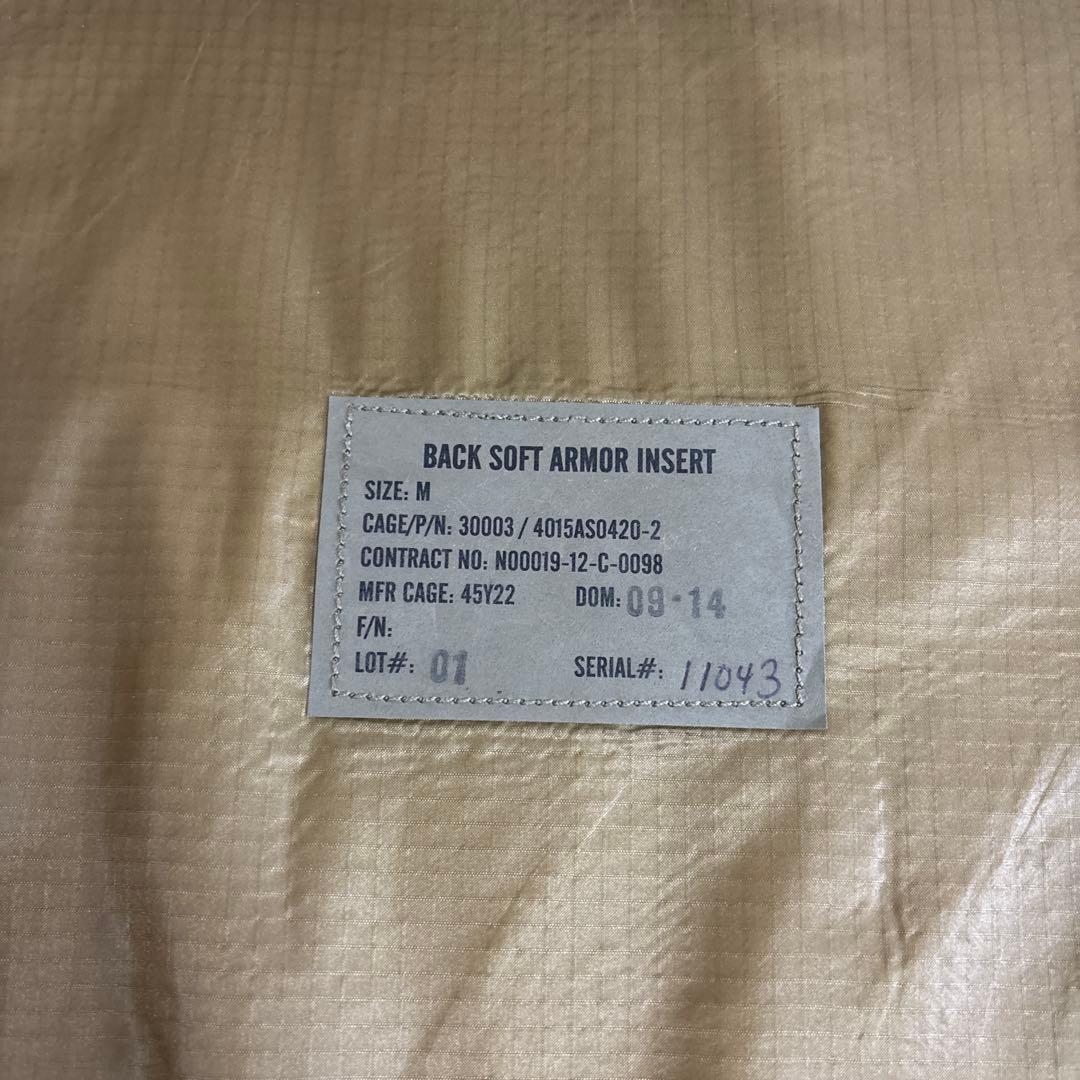 BACK SOFT ARMOR INSERT
SIZE: M
CAGE/P/N: 30003 / 4015AS0420-2
CONTRACT NO: N00019-12-C-0098
MFR CAGE: 45Y22 DOM: 09-14
F/N:
LOT#: 01 SERIAL#: 11043